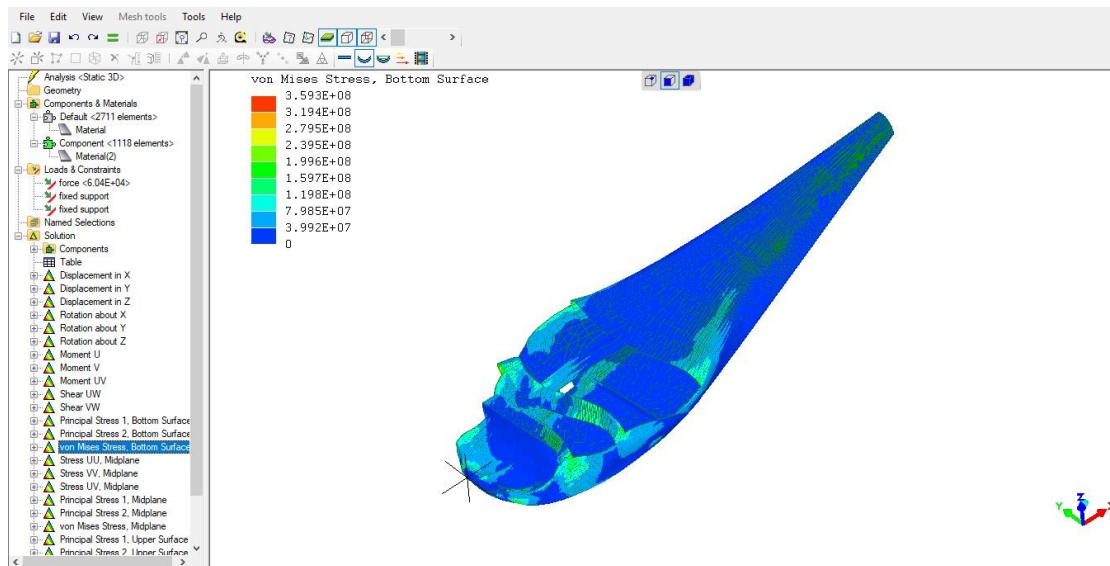 File Edit View Mesh tools Tools Help
von Mises Stress, Bottom Surface
3.593E+08
3.194E+08
2.795E+08
2.395E+08
1.996E+08
1.597E+08
1.198E+08
7.985E+07
3.992E+07
0
Analysis <Static 3D>
Geometry
Components & Materials
Default <2711 elements>
Material
Component <1118 elements>
Material(2)
Loads & Constraints
force <6.04E+04>
fixed support
fixed support
Named Selections
Solution
Components
Table
Displacement in X
Displacement in Y
Displacement in Z
Rotation about X
Rotation about Y
Rotation about Z
Moment U
Moment V
Moment UV
Shear UW
Shear VW
Principal Stress 1, Bottom Surface
Principal Stress 2, Bottom Surface
von Mises Stress, Bottom Surface
Stress UU, Midplane
Stress VV, Midplane
Stress UV, Midplane
Principal Stress 1, Midplane
Principal Stress 2, Midplane
von Mises Stress, Midplane
Principal Stress 1, Upper Surface
Principal Stress 2, Upper Surface
Z
Y X